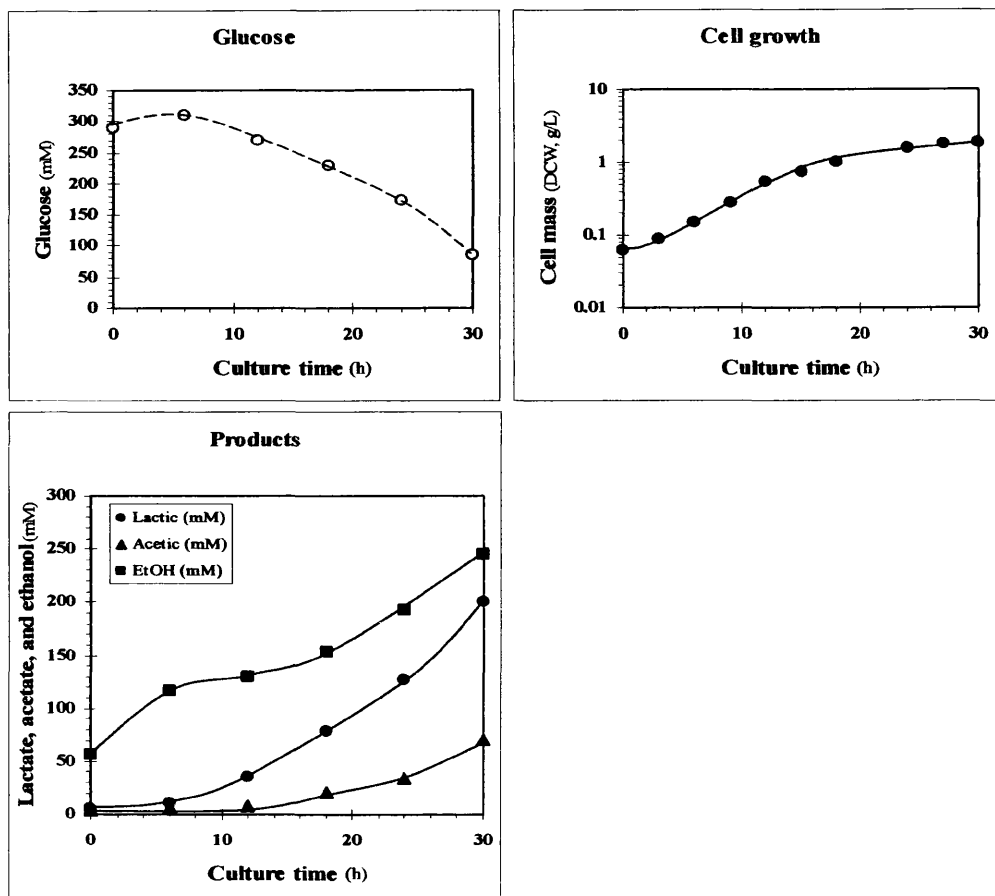 Glucose
350
300
250
200
150
100
50
0
Glucose (mM)
0 10 20 30
Culture time (h)
Cell growth
10
1
0.1
0.01
Cell mass (DCW, g/L)
0 10 20 30
Culture time (h)
Products
300
250
200
150
100
50
0
Lactate, acetate, and ethanol (mM)
Lactic (mM)
Acetic (mM)
EtOH (mM)
0 10 20 30
Culture time (h)